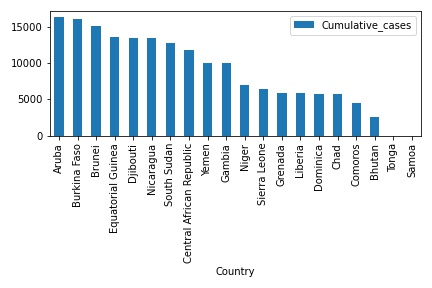 15000
10000
5000
0
Cumulative_cases
Aruba
Burkina Faso
Brunei
Equatorial Guinea
Djibouti
Nicaragua
South Sudan
Central African Republic
Yemen
Gambia
Niger
Sierra Leone
Grenada
Liberia
Dominica
Chad
Comoros
Bhutan
Tonga
Samoa
Country